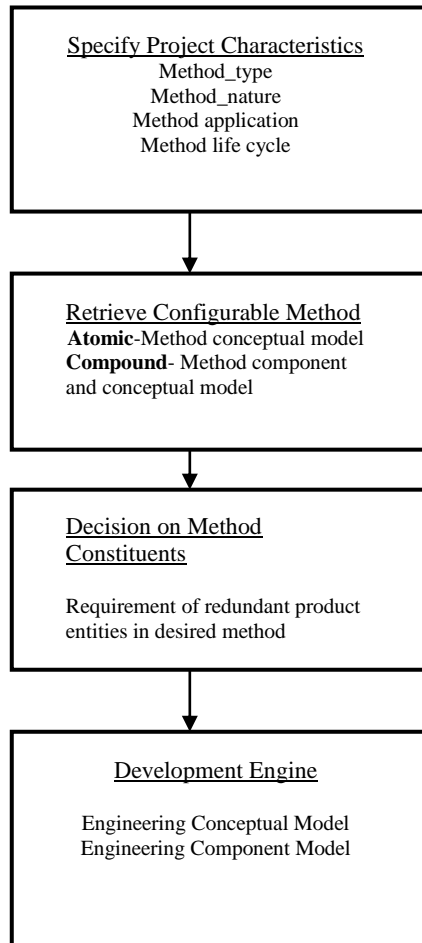 Specify Project Characteristics
Method_type
Method_nature
Method application
Method life cycle
Retrieve Configurable Method
Atomic-Method conceptual model
Compound- Method component
and conceptual model
Decision on Method
Constituents
Requirement of redundant product
entities in desired method
Development Engine
Engineering Conceptual Model
Engineering Component Model